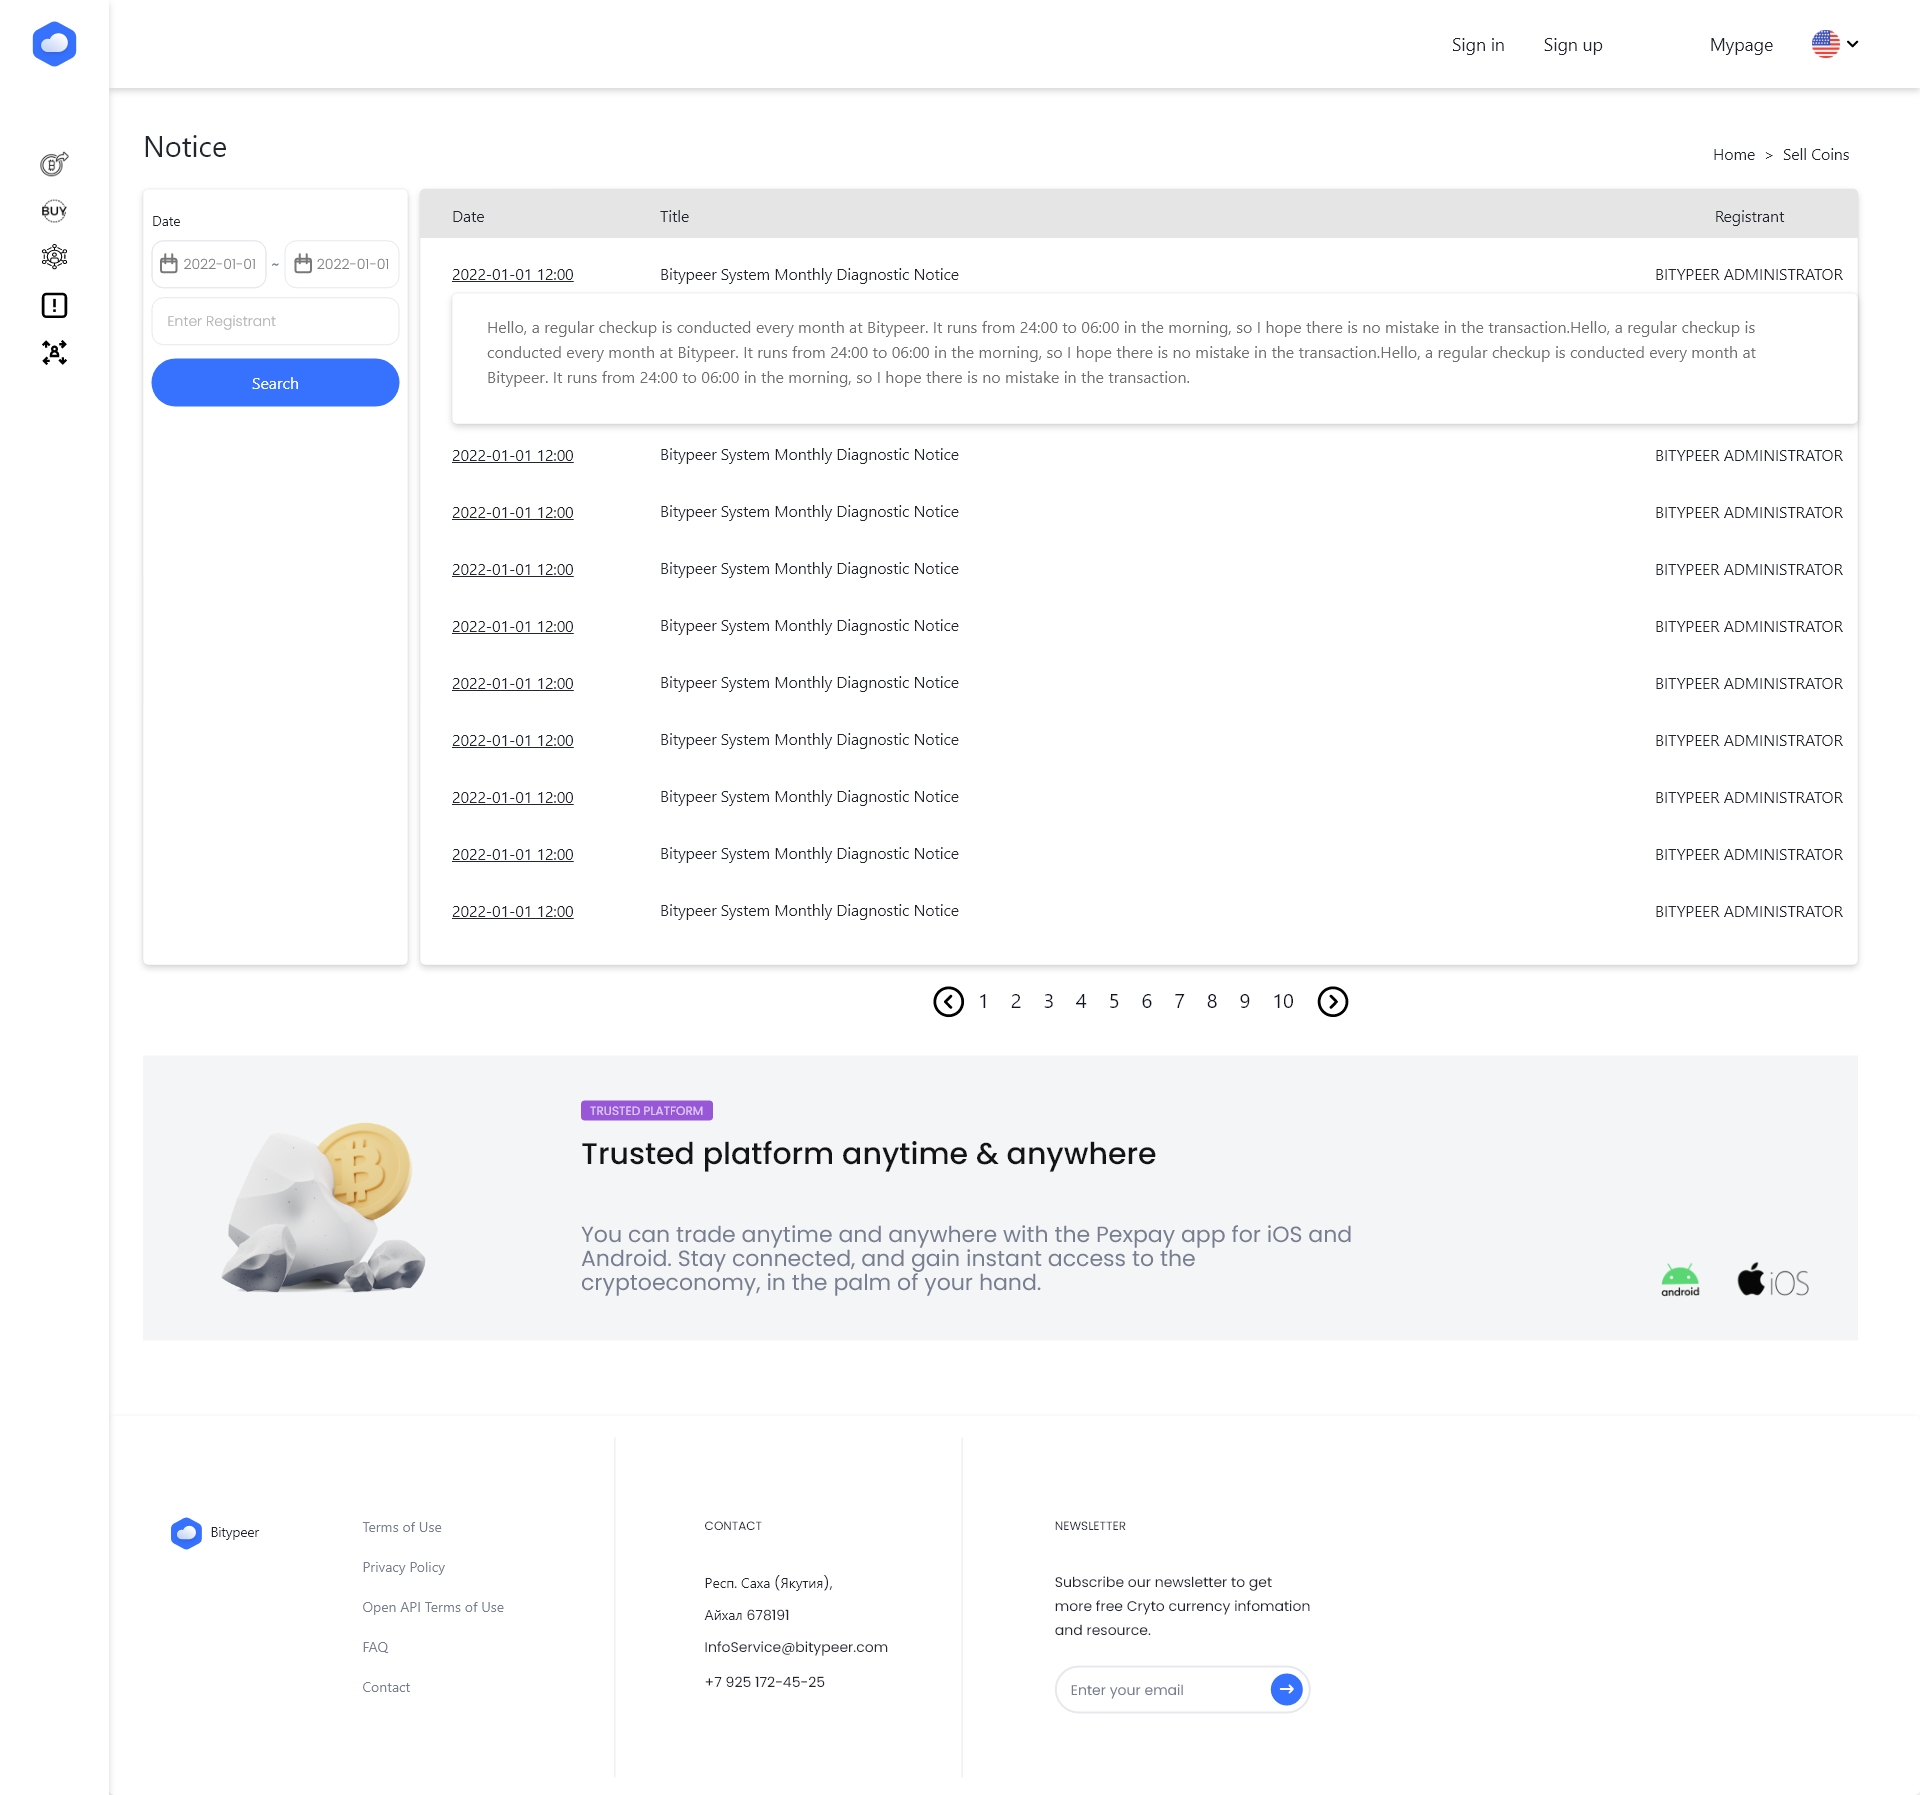 Sign in
Sign up
Mypage
Notice
Home > Sell Coins
BUY
Date
2022-01-01 ~ 2022-01-01
Enter Registrant
Search
Date Title Registrant
2022-01-01 12:00 Bitypeer System Monthly Diagnostic Notice BITYPEER ADMINISTRATOR
Hello, a regular checkup is conducted every month at Bitypeer. It runs from 24:00 to 06:00 in the morning, so I hope there is no mistake in the transaction.Hello, a regular checkup is
conducted every month at Bitypeer. It runs from 24:00 to 06:00 in the morning, so I hope there is no mistake in the transaction.Hello, a regular checkup is conducted every month at
Bitypeer. It runs from 24:00 to 06:00 in the morning, so I hope there is no mistake in the transaction.
2022-01-01 12:00 Bitypeer System Monthly Diagnostic Notice BITYPEER ADMINISTRATOR
2022-01-01 12:00 Bitypeer System Monthly Diagnostic Notice BITYPEER ADMINISTRATOR
2022-01-01 12:00 Bitypeer System Monthly Diagnostic Notice BITYPEER ADMINISTRATOR
2022-01-01 12:00 Bitypeer System Monthly Diagnostic Notice BITYPEER ADMINISTRATOR
2022-01-01 12:00 Bitypeer System Monthly Diagnostic Notice BITYPEER ADMINISTRATOR
2022-01-01 12:00 Bitypeer System Monthly Diagnostic Notice BITYPEER ADMINISTRATOR
2022-01-01 12:00 Bitypeer System Monthly Diagnostic Notice BITYPEER ADMINISTRATOR
2022-01-01 12:00 Bitypeer System Monthly Diagnostic Notice BITYPEER ADMINISTRATOR
2022-01-01 12:00 Bitypeer System Monthly Diagnostic Notice BITYPEER ADMINISTRATOR
1 2 3 4 5 6 7 8 9 10
TRUSTED PLATFORM
Trusted platform anytime & anywhere
You can trade anytime and anywhere with the Pexpay app for iOS and
Android. Stay connected, and gain instant access to the
cryptoeconomy, in the palm of your hand.
android
iOS
Bitypeer
Terms of Use
Privacy Policy
Open API Terms of Use
FAQ
Contact
CONTACT
Респ. Саха (Якутия),
Айхал 678191
InfoService@bitypeer.com
+7 925 172-45-25
NEWSLETTER
Subscribe our newsletter to get
more free Cryto currency infomation
and resource.
Enter your email